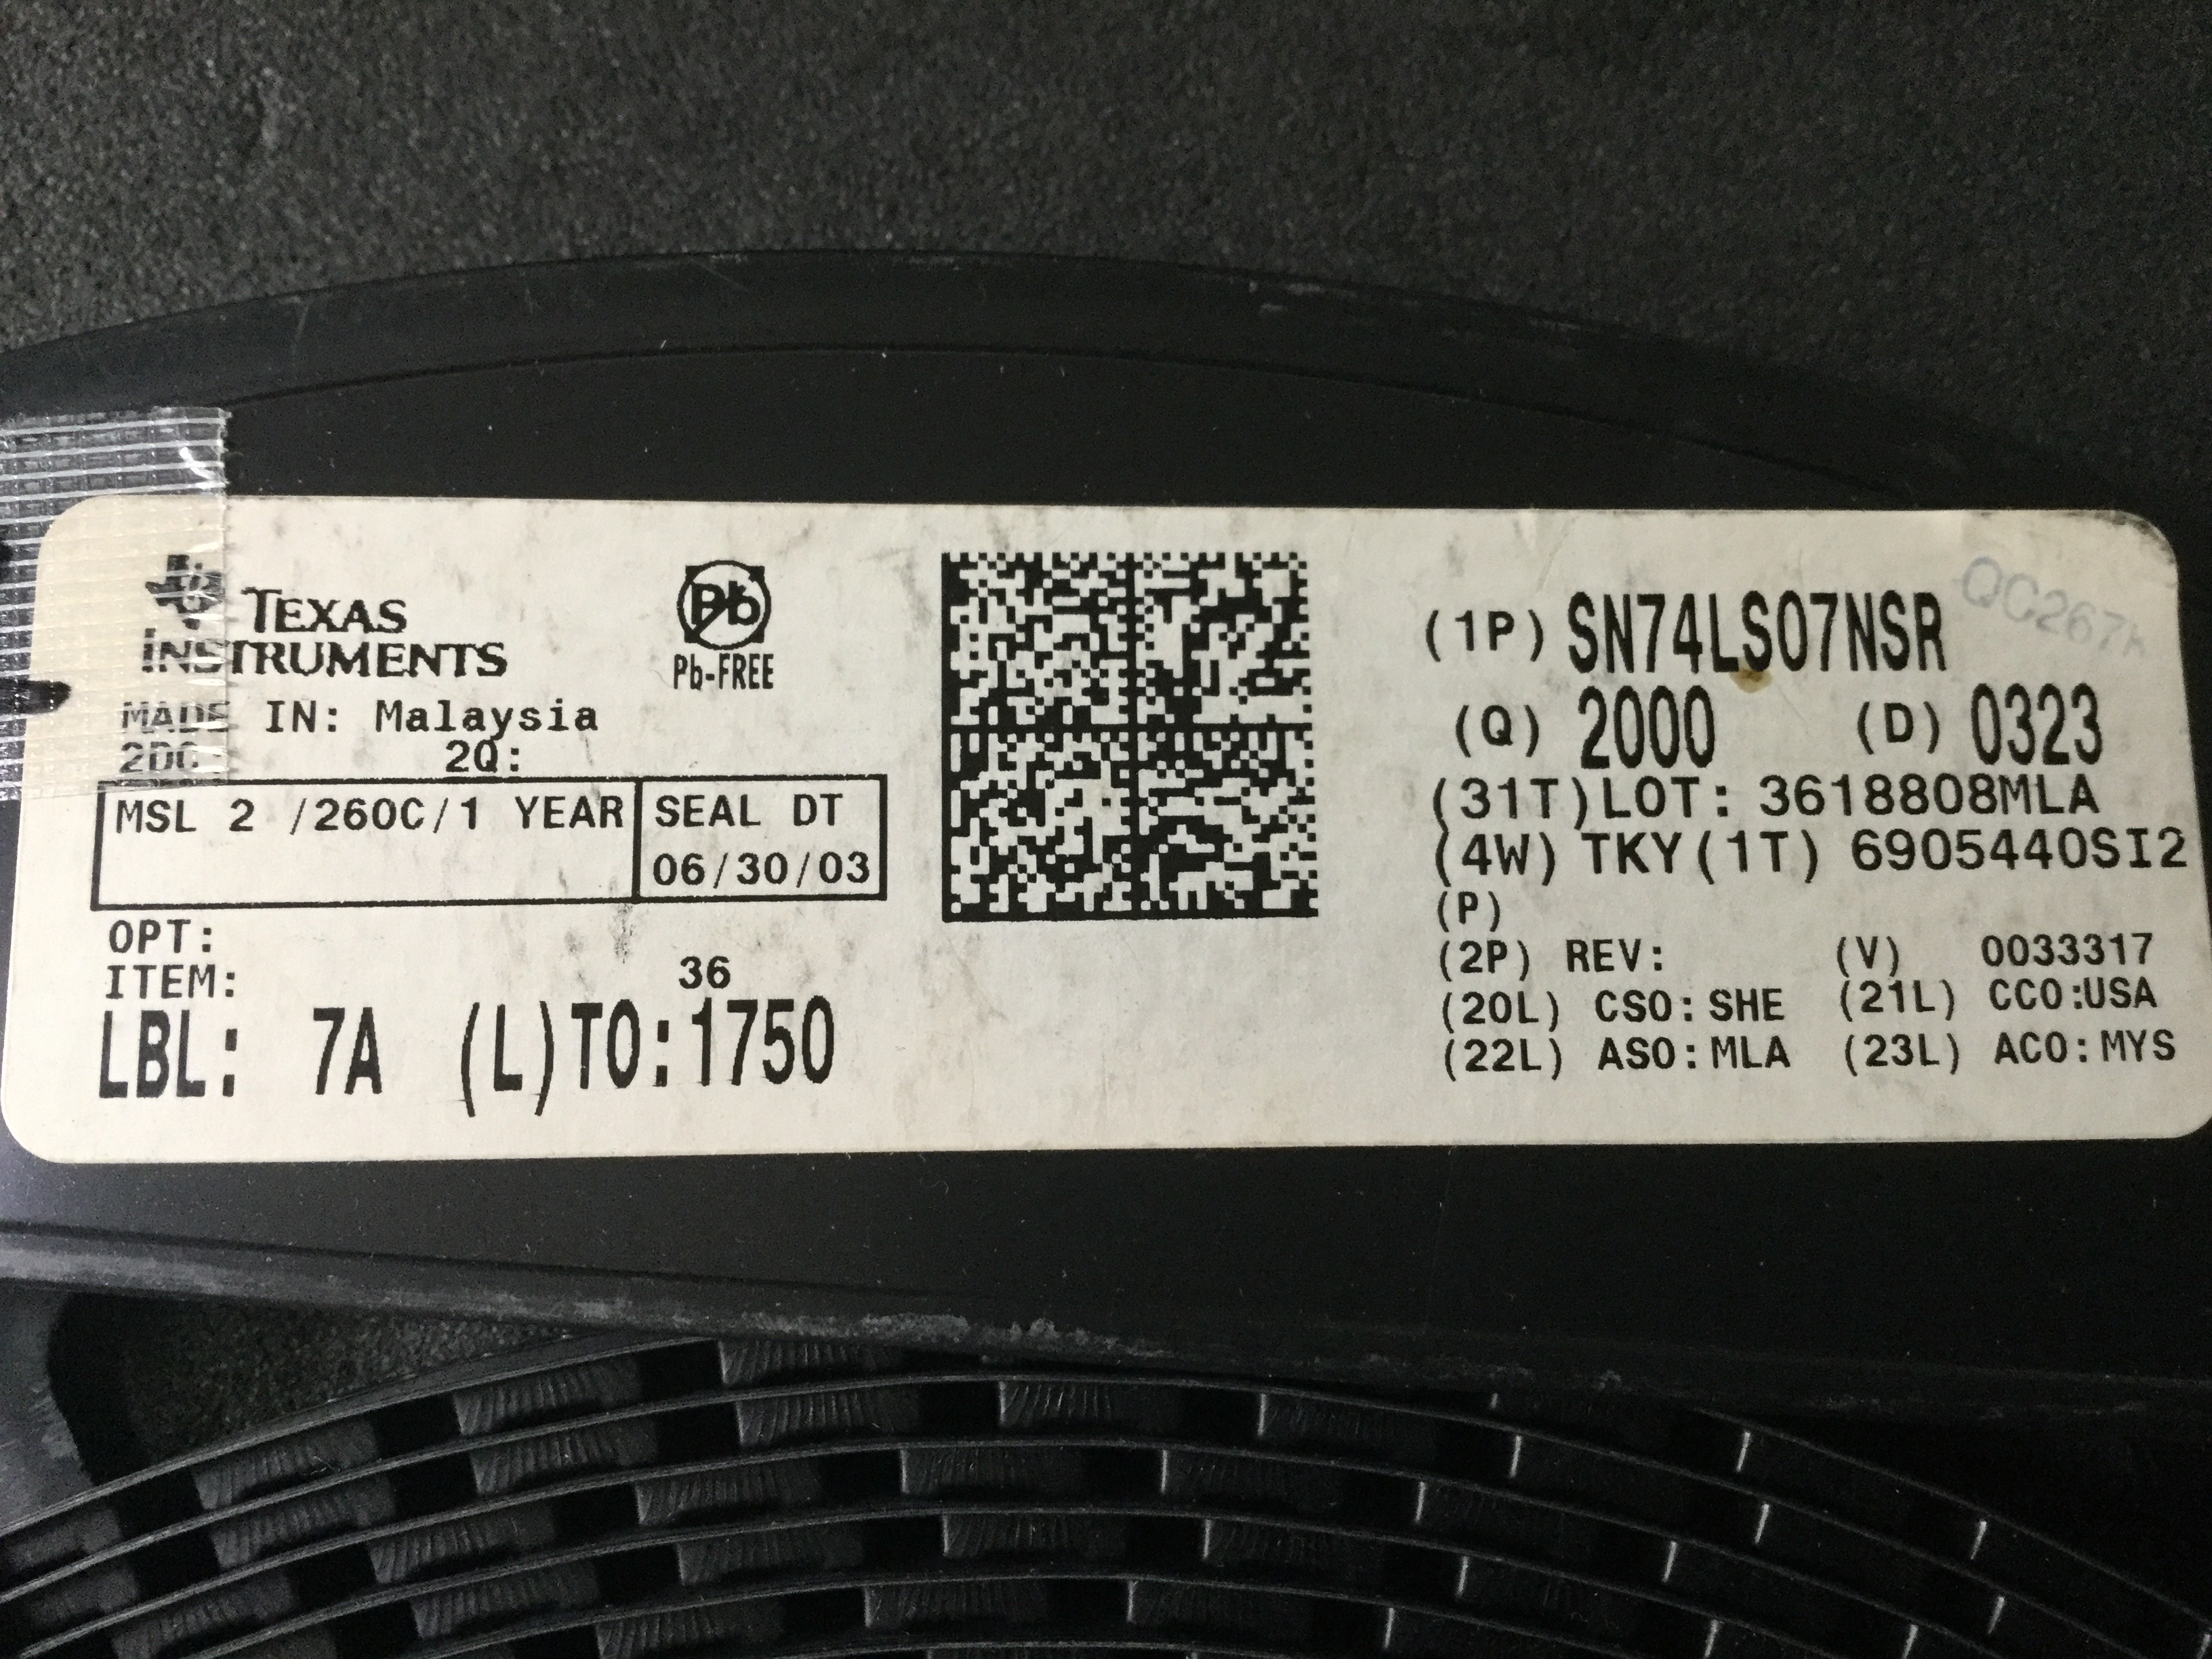 TEXAS
INSTRUMENTS
Pb
Pb-FREE
MADE IN: Malaysia
2DC: 2Q:
MSL 2 /260C/1 YEAR
SEAL DT
06/30/03
OPT:
ITEM:
36
LBL: 7A (L)TO:1750
(1P) SN74LS07NSR
(Q) 2000 (D) 0323
(31T)LOT: 3618808MLA
(4W) TKY(1T) 6905440SI2
(P)
(2P) REV: (V) 0033317
(20L) CSO:SHE (21L) CCO:USA
(22L) ASO:MLA (23L) ACO:MYS